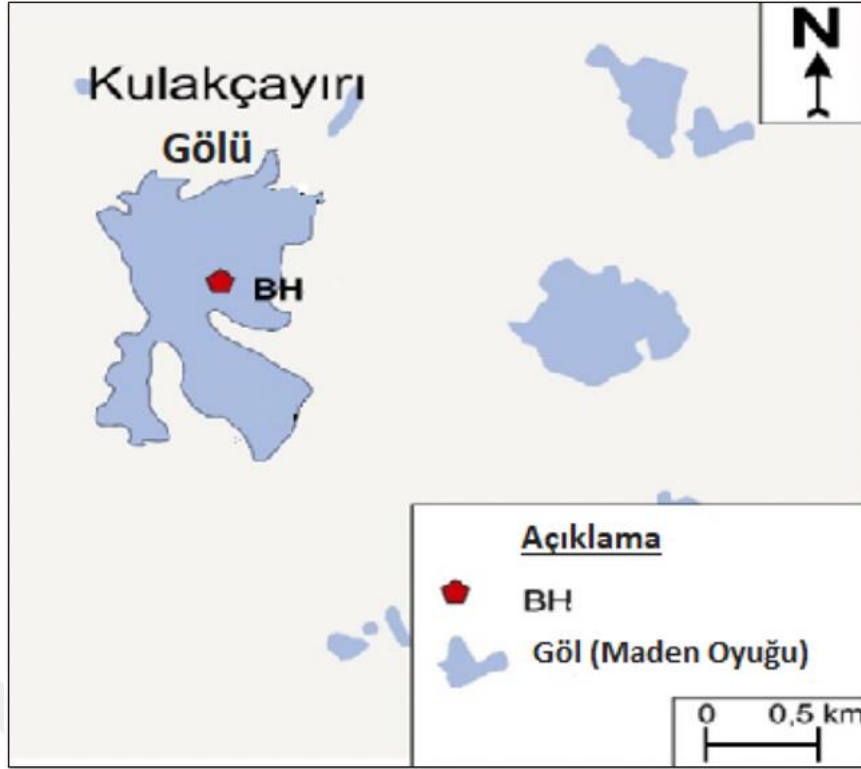 N
Kulakçayırı
Gölü
BH
Açıklama
BH
Göl (Maden Oyuğu)
0 0,5 km